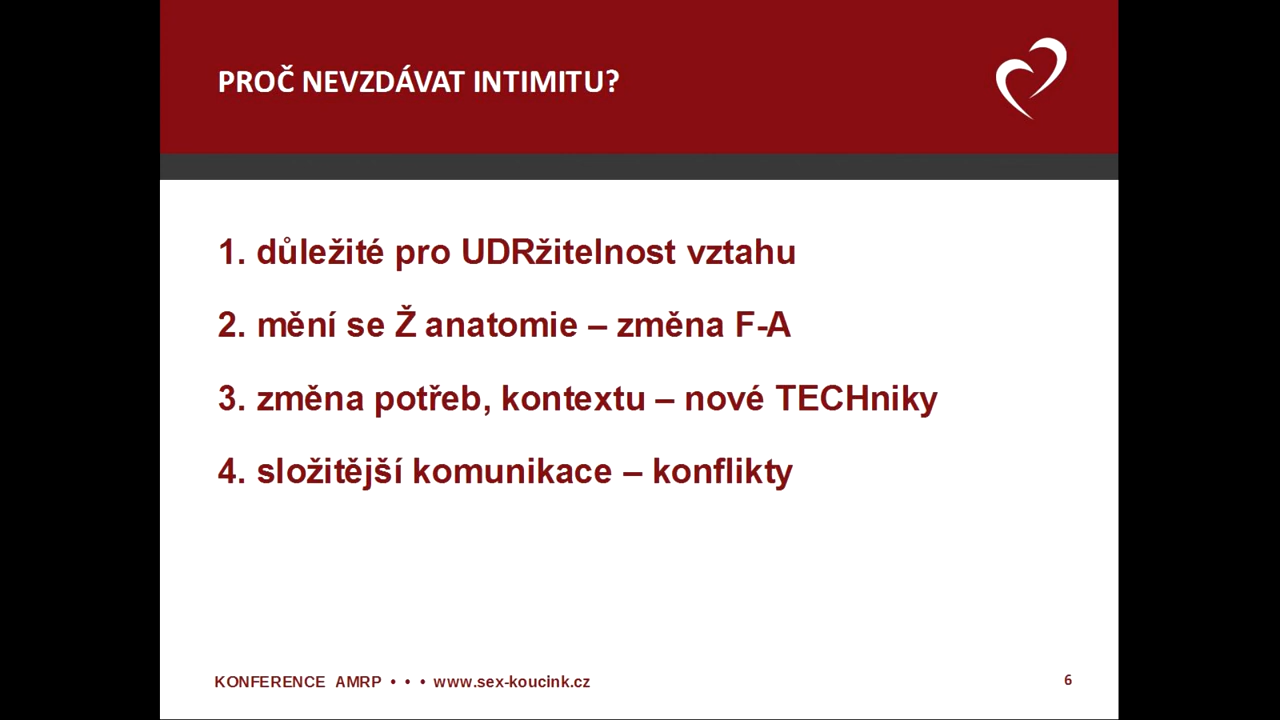 PROČ NEVZDÁVAT INTIMITU?
1. důležité pro UDRžitelnost vztahu
2. mění se Ž anatomie – změna F-A
3. změna potřeb, kontextu – nové TECHniky
4. složitější komunikace – konflikty
KONFERENCE AMRP • • • www.sex-koucink.cz
6